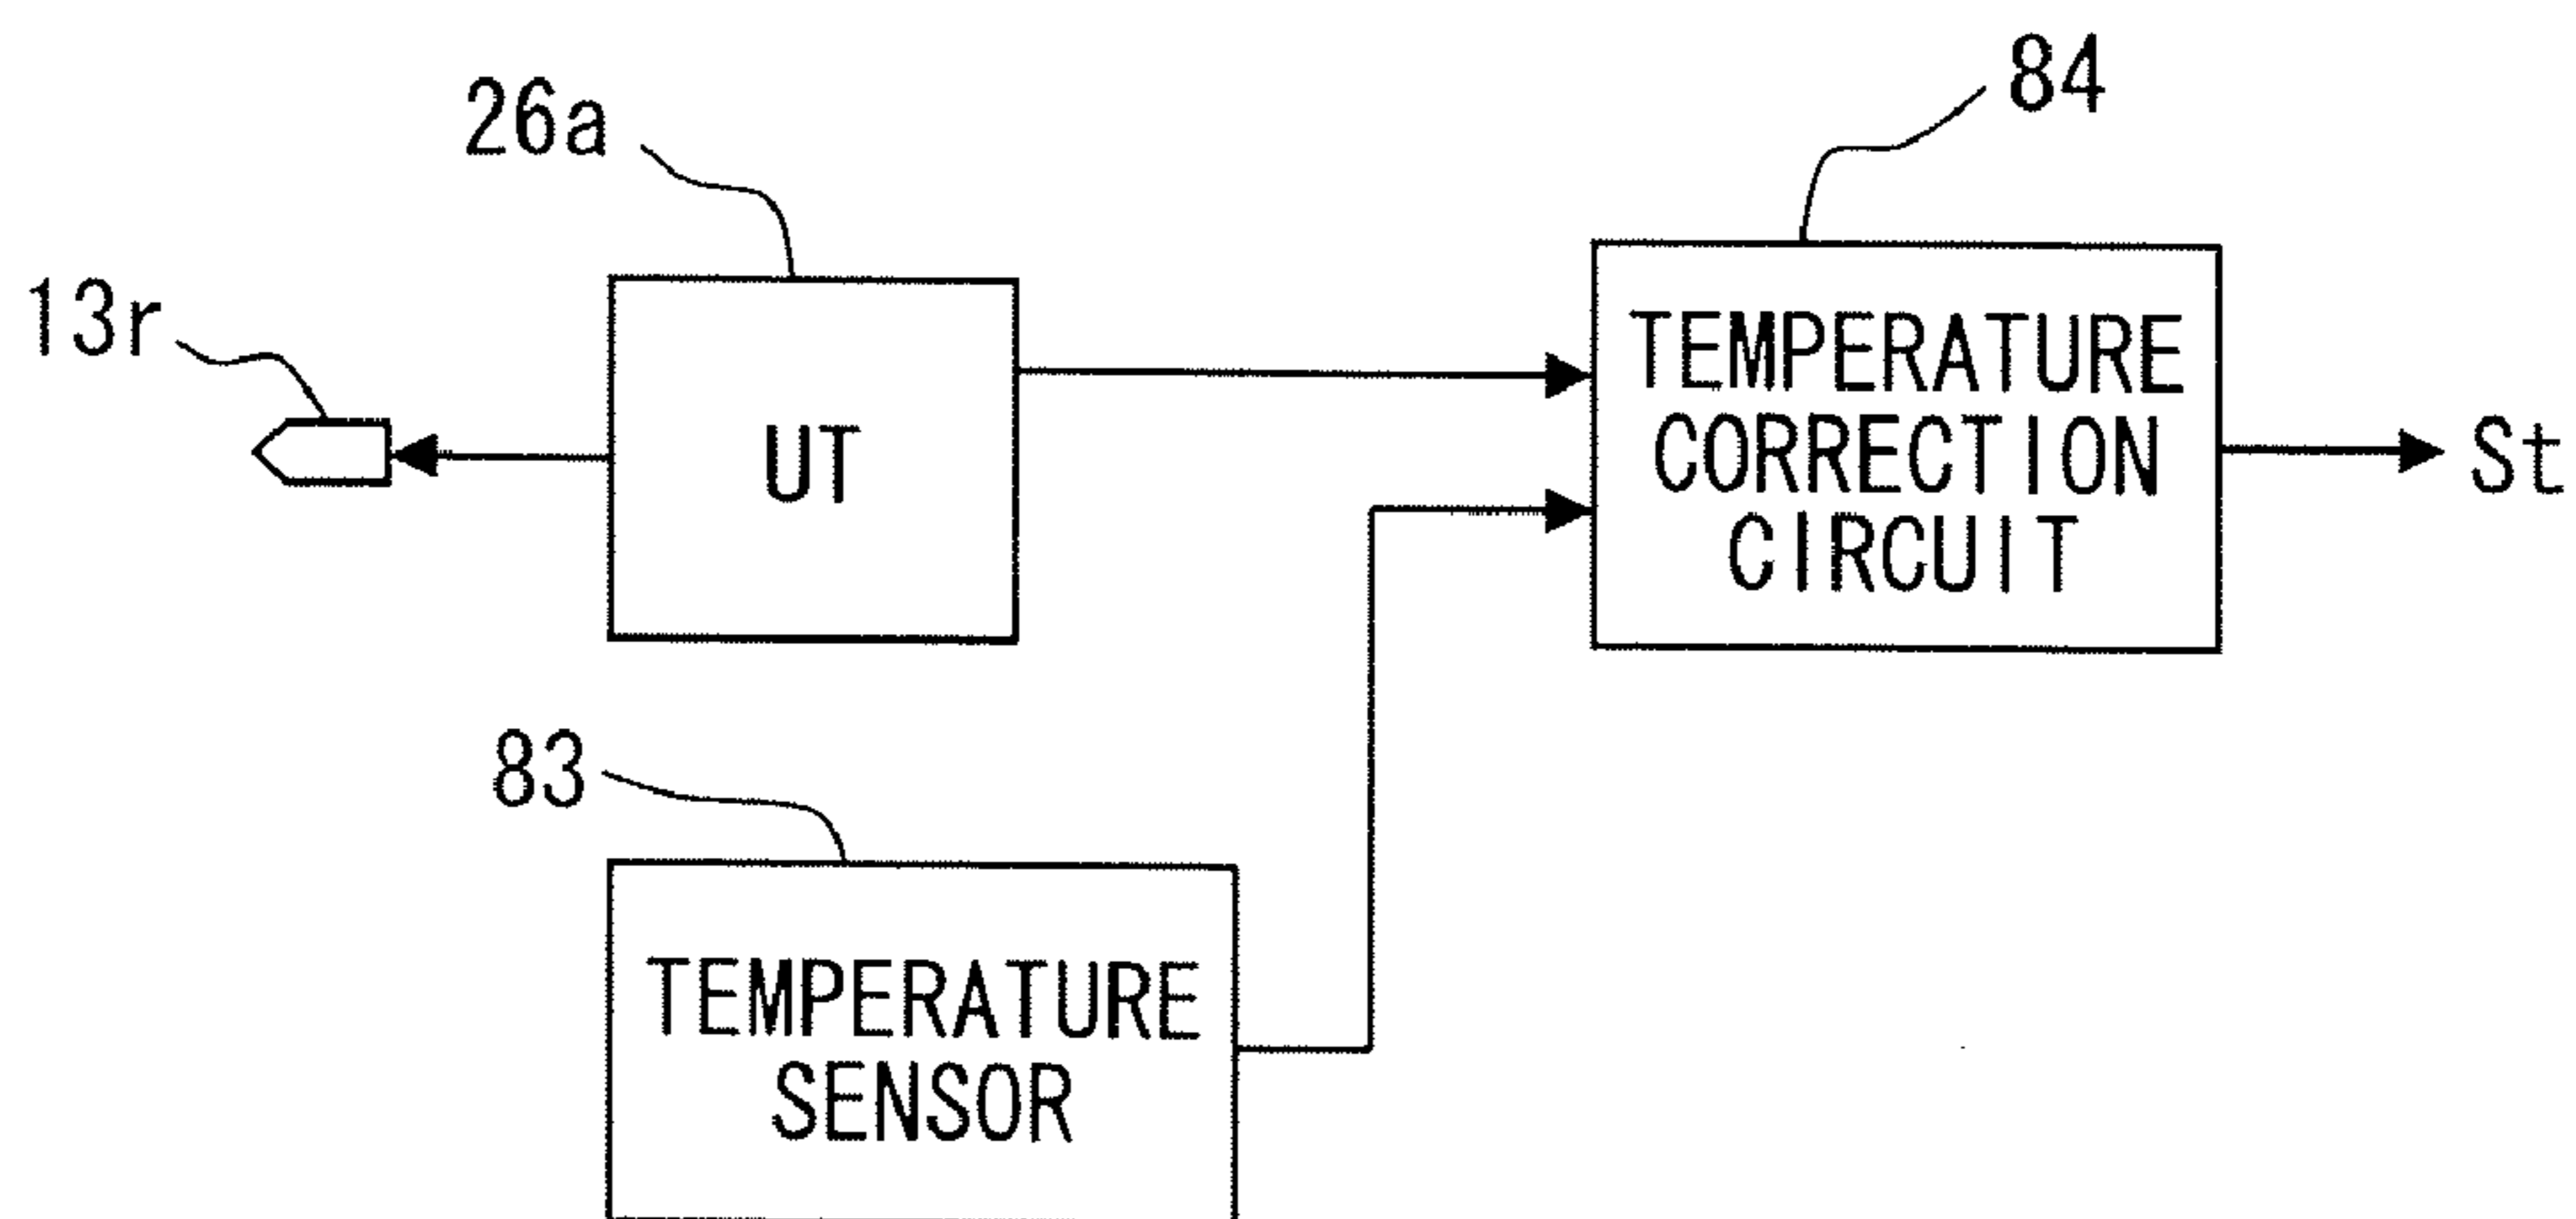 26a
84
13r
UT
TEMPERATURE
CORRECTION
CIRCUIT
St
83
TEMPERATURE
SENSOR